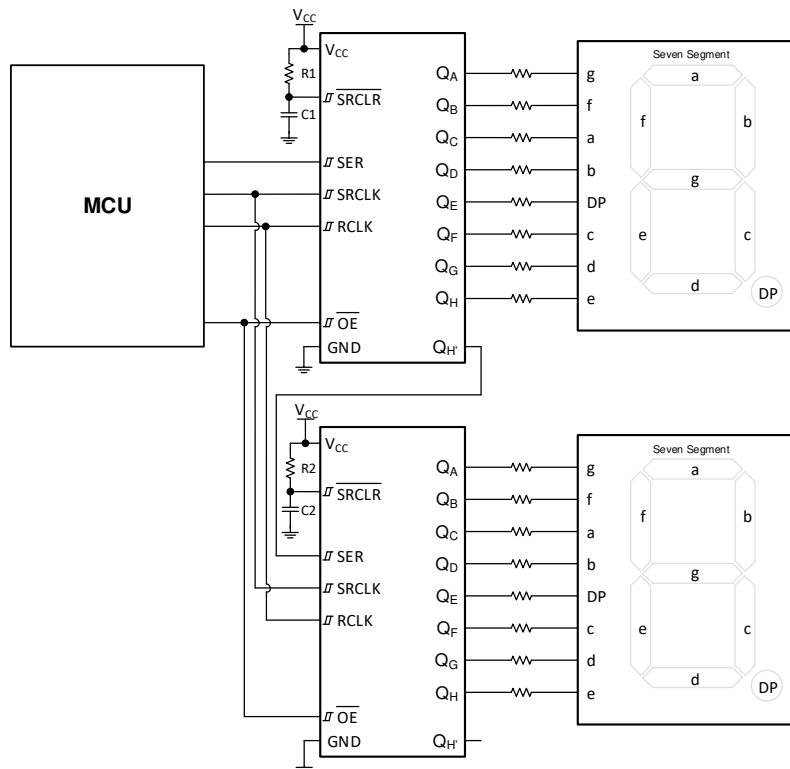 MCU
VCC
R1
C1
VCC
SRCLR
SER
SRCLK
RCLK
OE
GND
QA
QB
QC
QD
QE
QF
QG
QH
QH'
g
f
a
b
DP
c
d
e
Seven Segment
a
f
b
g
e
c
d
DP
VCC
R2
C2
VCC
SRCLR
SER
SRCLK
RCLK
OE
GND
QA
QB
QC
QD
QE
QF
QG
QH
QH'
g
f
a
b
DP
c
d
e
Seven Segment
a
f
b
g
e
c
d
DP